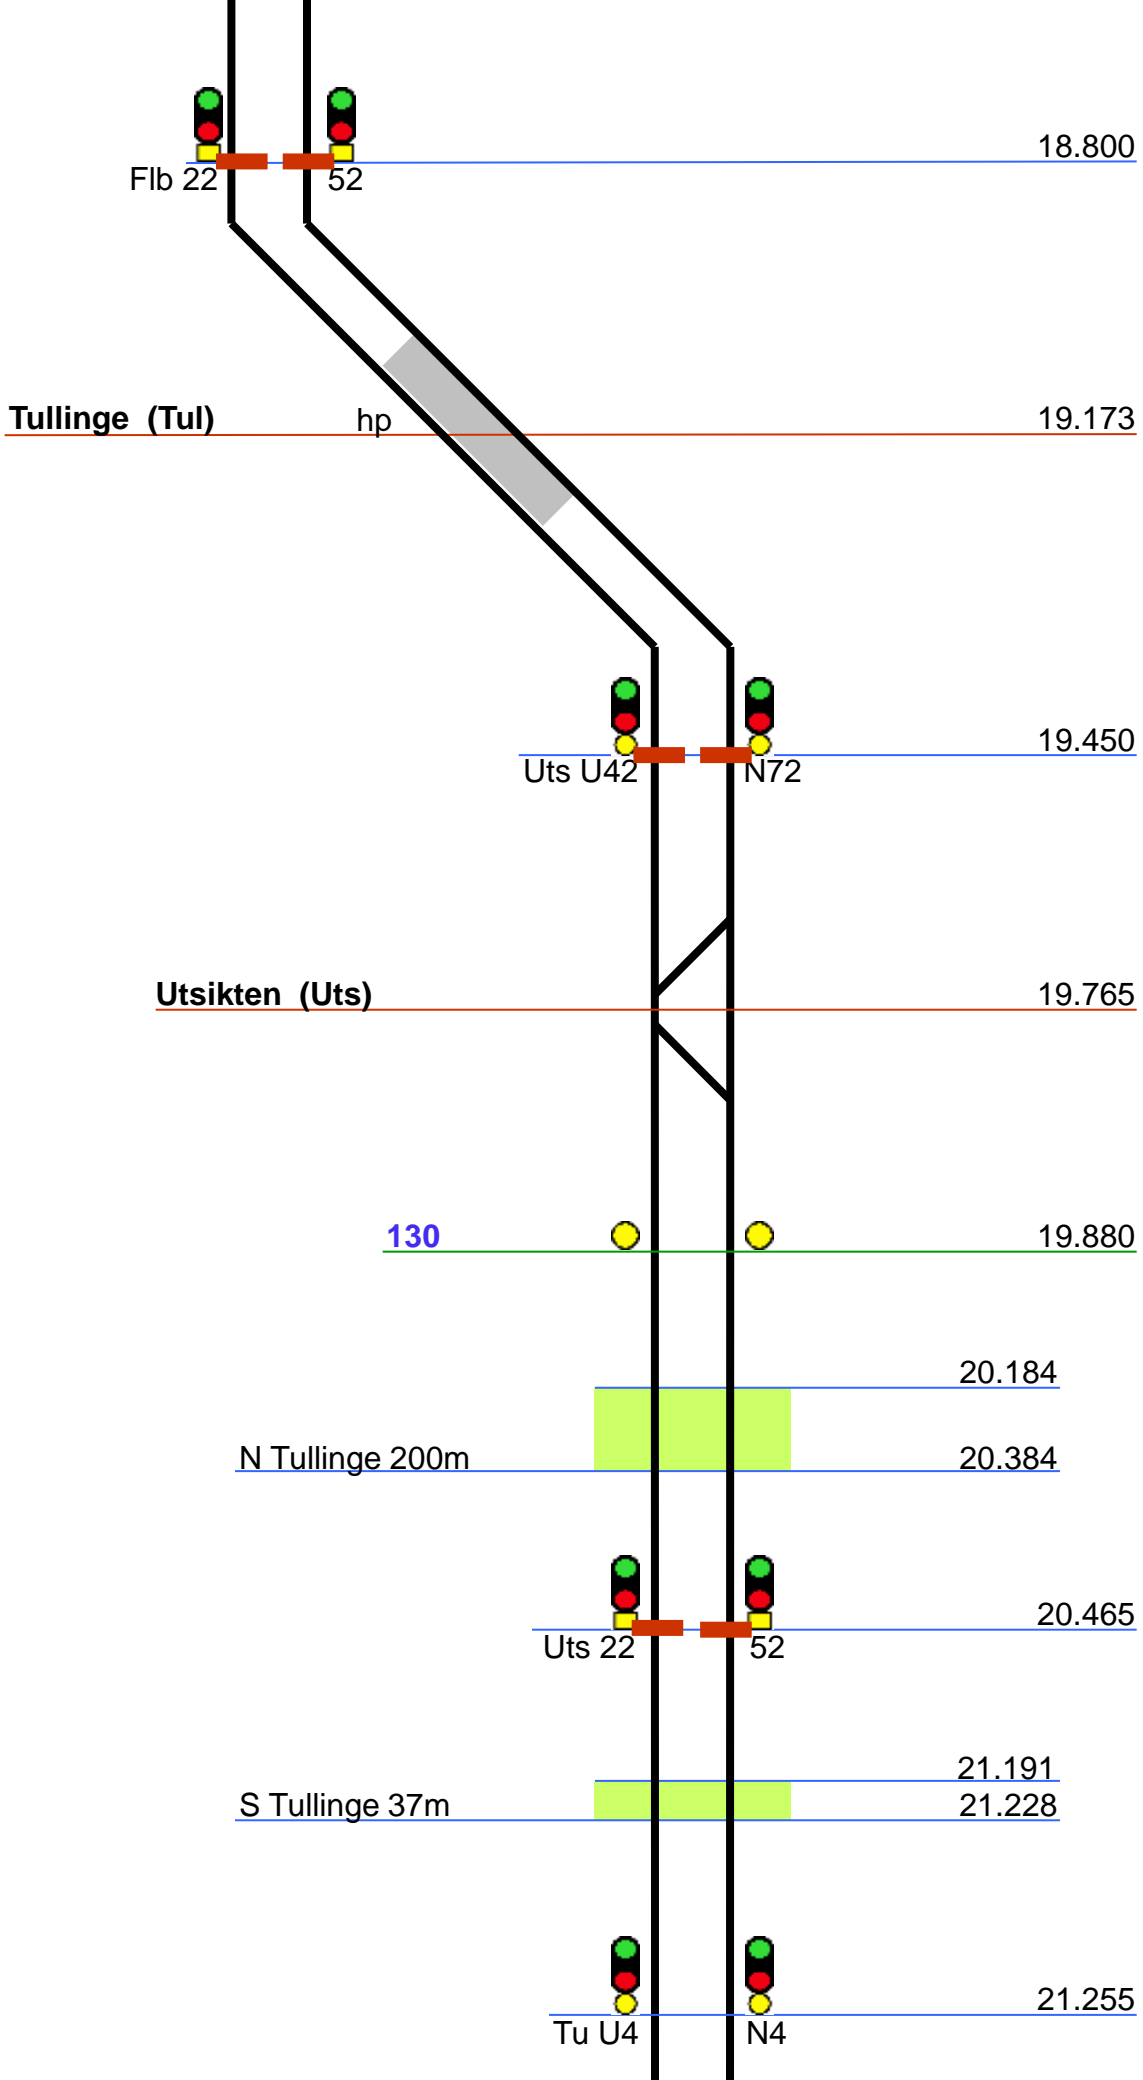 18.800
Flb 22 52
Tullinge (Tul) hp 19.173
19.450
Uts U42 N72
Utsikten (Uts) 19.765
130 19.880
20.184
N Tullinge 200m 20.384
20.465
Uts 22 52
21.191
S Tullinge 37m 21.228
21.255
Tu U4 N4